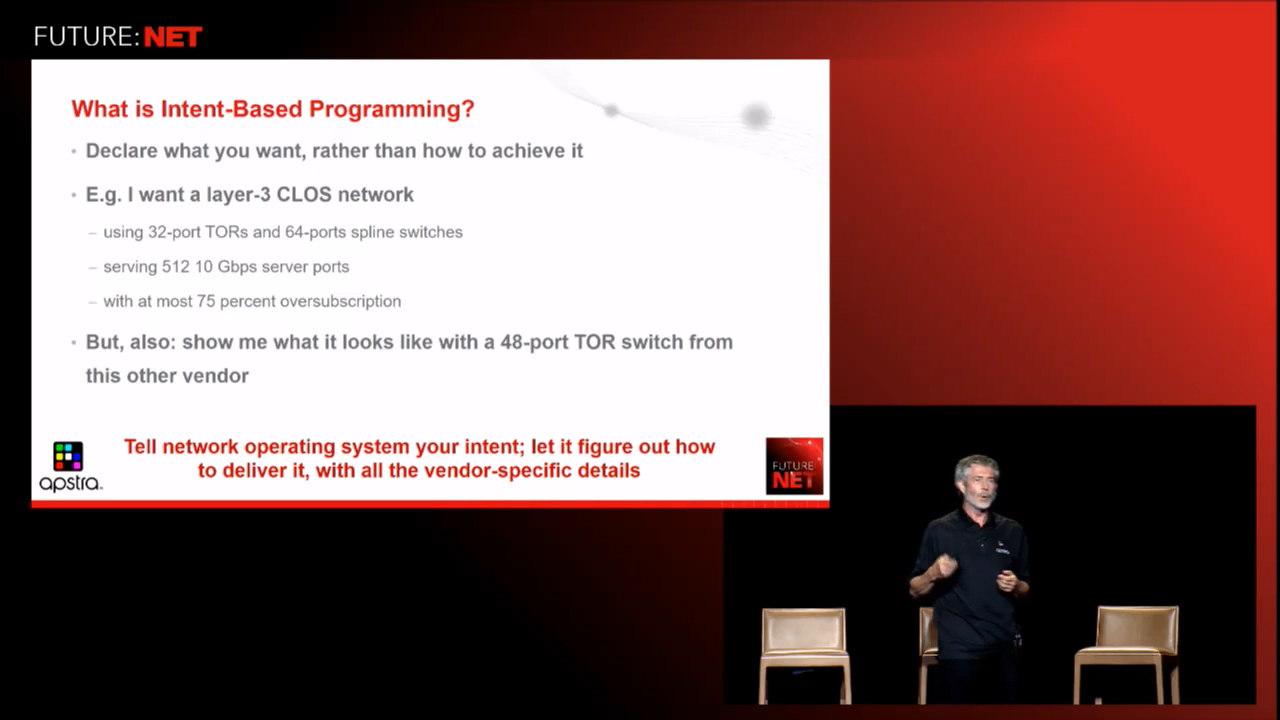 FUTURE:NET
What is Intent-Based Programming?
• Declare what you want, rather than how to achieve it
• E.g. I want a layer-3 CLOS network
– using 32-port TORs and 64-ports spline switches
– serving 512 10 Gbps server ports
– with at most 75 percent oversubscription
• But, also: show me what it looks like with a 48-port TOR switch from
this other vendor
Tell network operating system your intent; let it figure out how
to deliver it, with all the vendor-specific details
apstra.
FUTURE:
NET